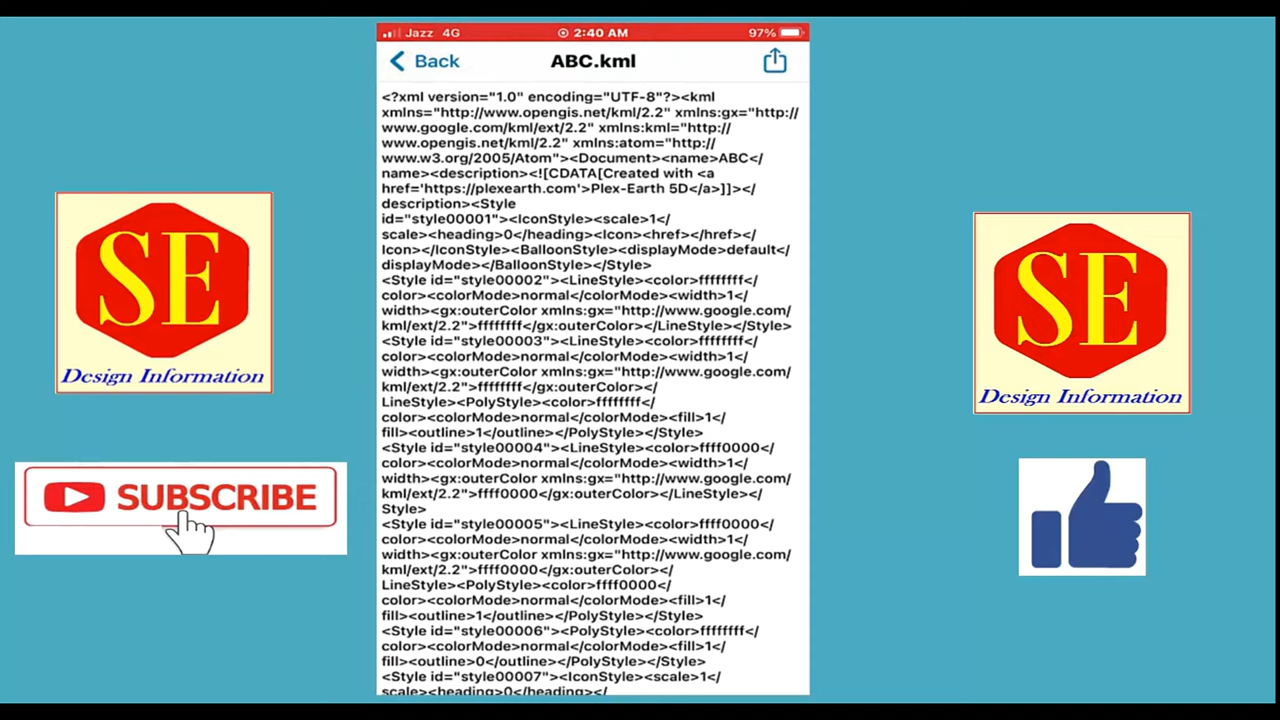 Jazz 4G 2:40 AM 97%
Back ABC.kml
<?xml version="1.0" encoding="UTF-8"?><kml
xmlns="http://www.opengis.net/kml/2.2" xmlns:gx="http://
www.google.com/kml/ext/2.2" xmlns:kml="http://
www.opengis.net/kml/2.2" xmlns:atom="http://
www.w3.org/2005/Atom"><Document><name>ABC</
name><description><![CDATA[Created with <a
href='https://plexearth.com'>Plex-Earth 5D</a>]]></
description><Style
id="style00001"><IconStyle><scale>1</
scale><heading>0</heading><Icon><href></href></
Icon></IconStyle><BalloonStyle><displayMode>default</
displayMode></BalloonStyle></Style>
<Style id="style00002"><LineStyle><color>ffffffff</
color><colorMode>normal</colorMode><width>1</
width><gx:outerColor xmlns:gx="http://www.google.com/
kml/ext/2.2">ffffffff</gx:outerColor></LineStyle></Style>
<Style id="style00003"><LineStyle><color>ffffffff</
color><colorMode>normal</colorMode><width>1</
width><gx:outerColor xmlns:gx="http://www.google.com/
kml/ext/2.2">ffffffff</gx:outerColor></
LineStyle><PolyStyle><color>ffffffff</
color><colorMode>normal</colorMode><fill>1</
fill><outline>1</outline></PolyStyle></Style>
<Style id="style00004"><LineStyle><color>ffff0000</
color><colorMode>normal</colorMode><width>1</
width><gx:outerColor xmlns:gx="http://www.google.com/
kml/ext/2.2">ffff0000</gx:outerColor></LineStyle></
Style>
<Style id="style00005"><LineStyle><color>ffff0000</
color><colorMode>normal</colorMode><width>1</
width><gx:outerColor xmlns:gx="http://www.google.com/
kml/ext/2.2">ffff0000</gx:outerColor></
LineStyle><PolyStyle><color>ffff0000</
color><colorMode>normal</colorMode><fill>1</
fill><outline>1</outline></PolyStyle></Style>
<Style id="style00006"><PolyStyle><color>ffffffff</
color><colorMode>normal</colorMode><fill>1</
fill><outline>0</outline></PolyStyle></Style>
<Style id="style00007"><IconStyle><scale>1</
scale><heading>0</heading></
SE
Design Information
SUBSCRIBE
SE
Design Information